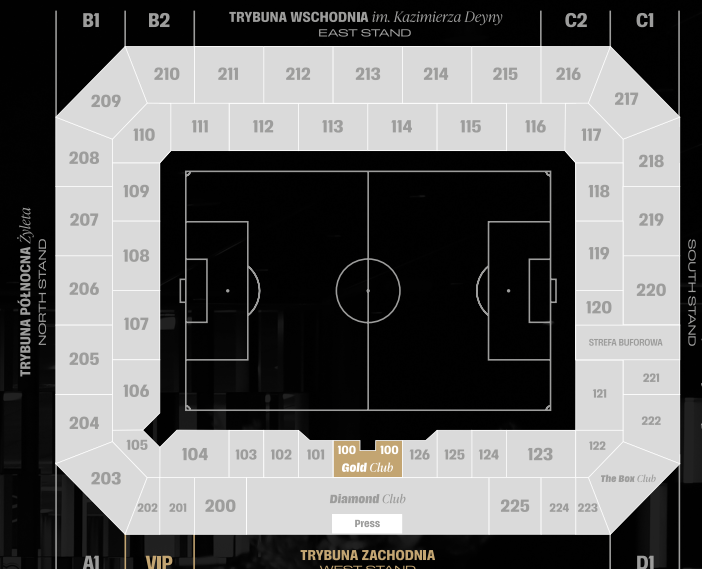 B1
B2
TRYBUNA WSCHODNIA im. Kazimierza Deyny
EAST STAND
C2
C1
209
210
211
212
213
214
215
216
217
110
111
112
113
114
115
116
117
208
109
118
218
207
108
119
219
TRYBUNA PÓŁNOCNA Żyleta
NORTH STAND
SOUTH STAND
206
107
120
220
STREFA BUFOROWA
205
106
121
221
204
222
105
104
103
102
101
100
100
Gold Club
126
125
124
123
122
203
The Box Club
202
201
200
Diamond Club
Press
225
224
223
A1
VIP
TRYBUNA ZACHODNIA
WEST STAND
D1